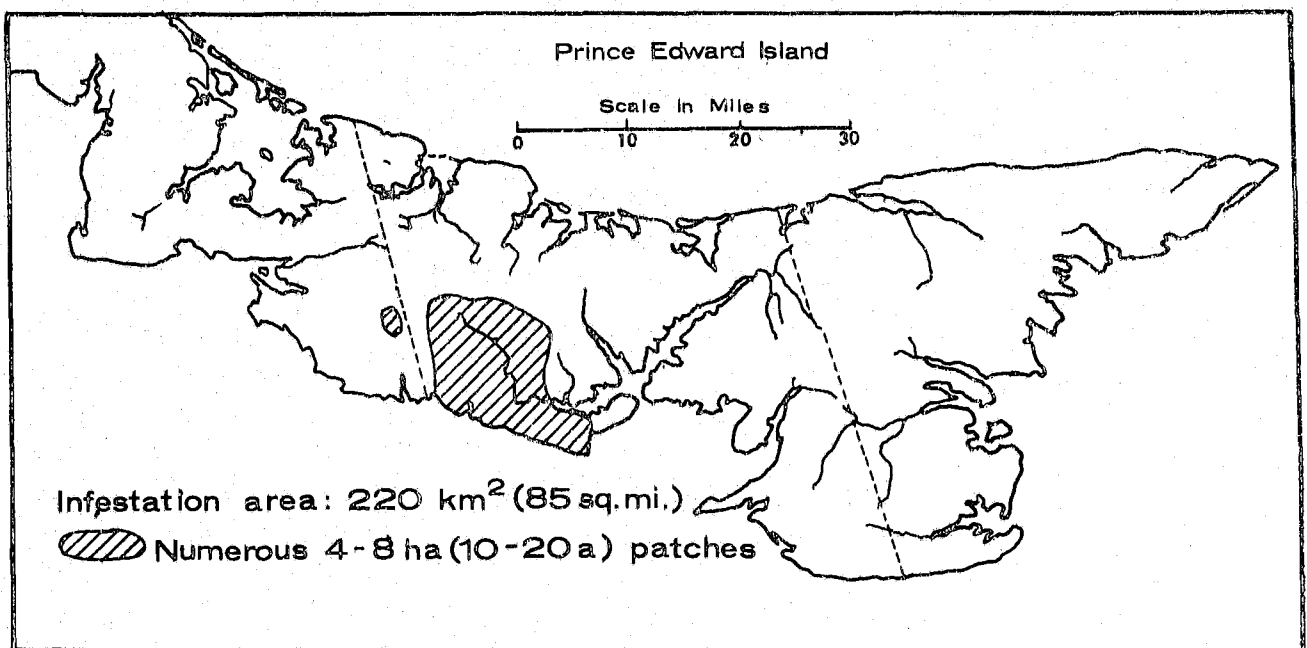 Prince Edward Island
Scale in Miles
0 10 20 30
Infestation area: 220 km² (85 sq.mi.)
Numerous 4-8 ha (10-20a) patches